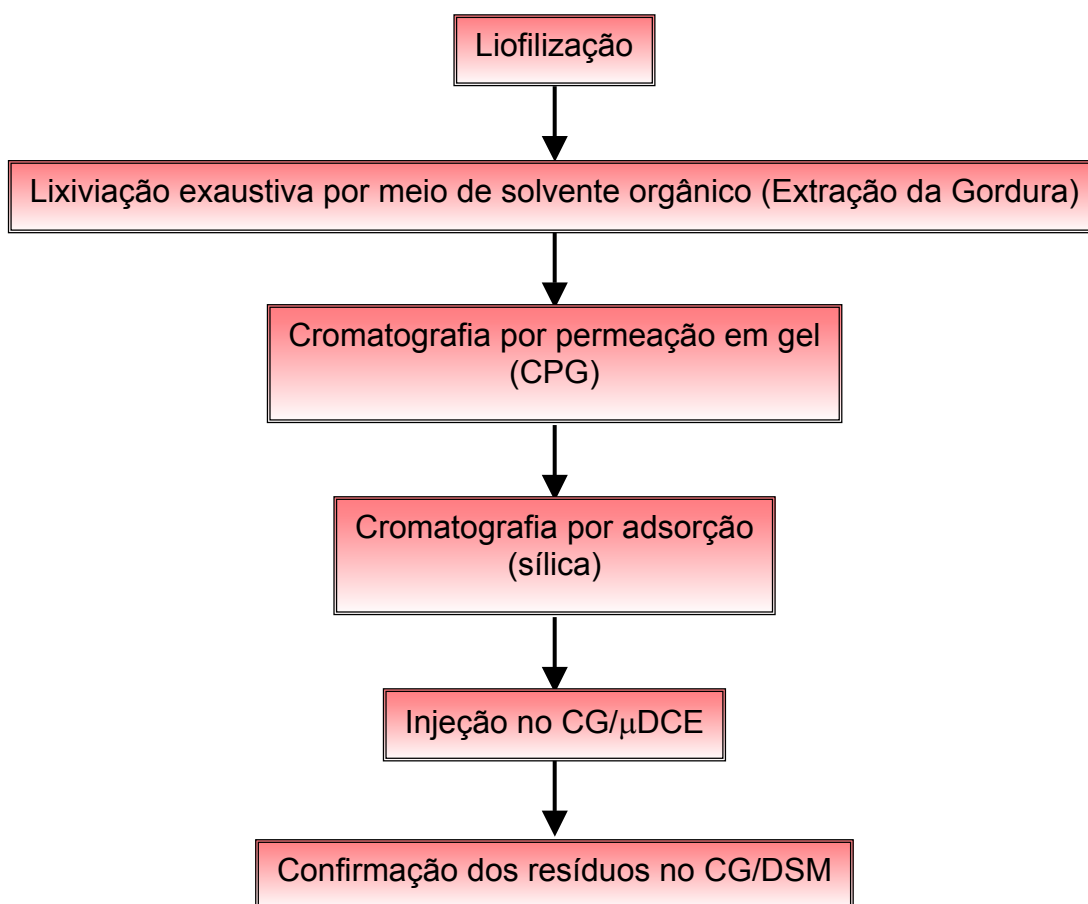 Liofilização
Lixiviação exaustiva por meio de solvente orgânico (Extração da Gordura)
Cromatografia por permeação em gel
(CPG)
Cromatografia por adsorção
(sílica)
Injeção no CG/μDCE
Confirmação dos resíduos no CG/DSM